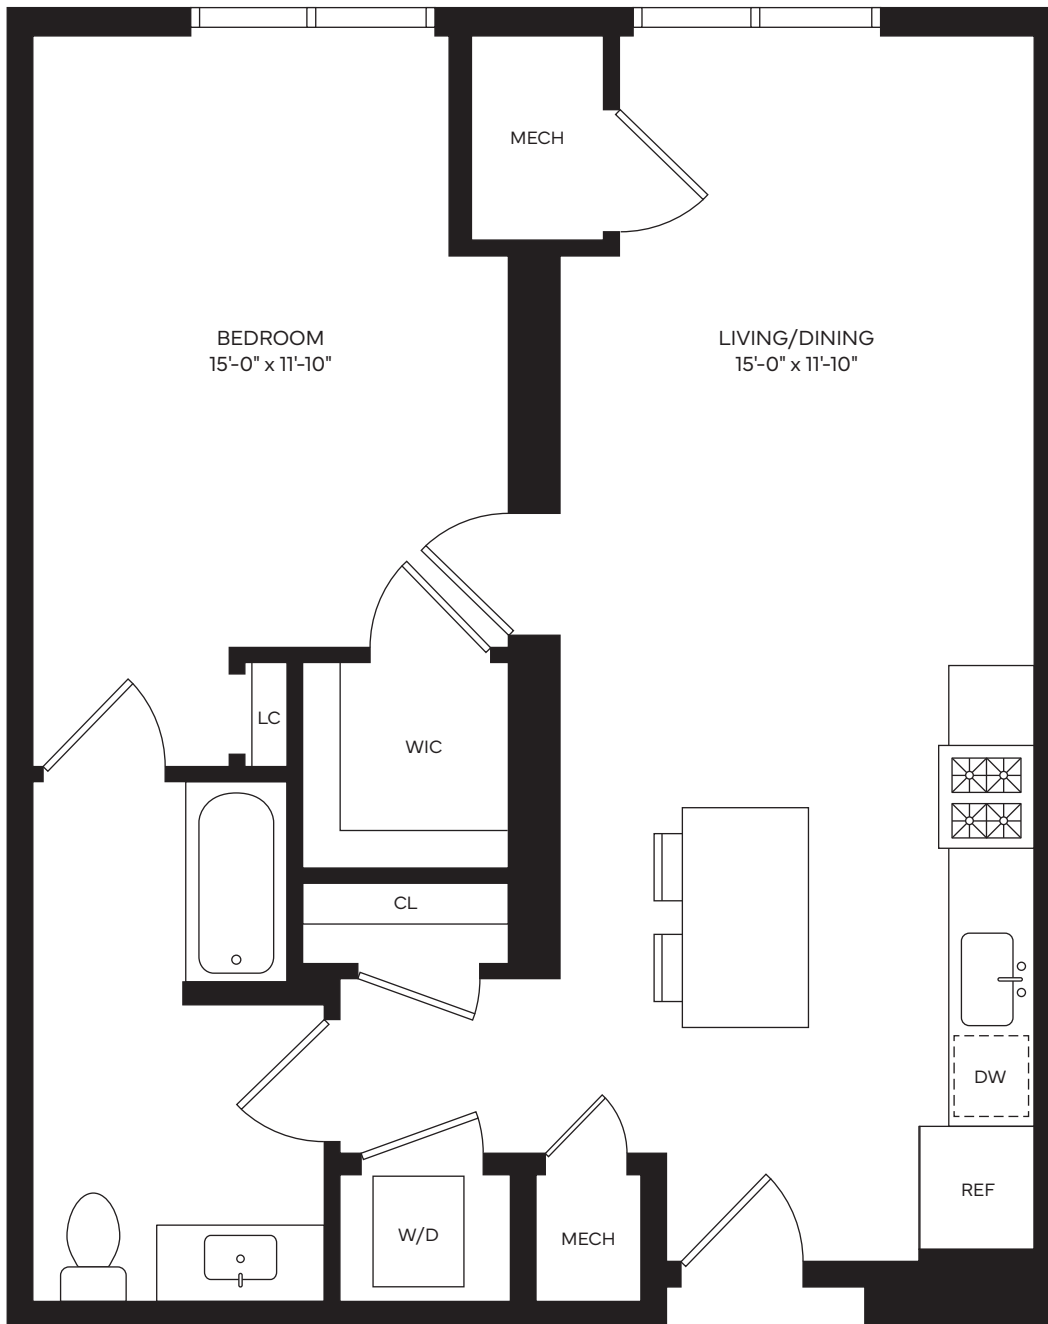 MECH
BEDROOM
15'-0" x 11'-10"
LIVING/DINING
15'-0" x 11'-10"
LC
WIC
CL
DW
REF
W/D
MECH